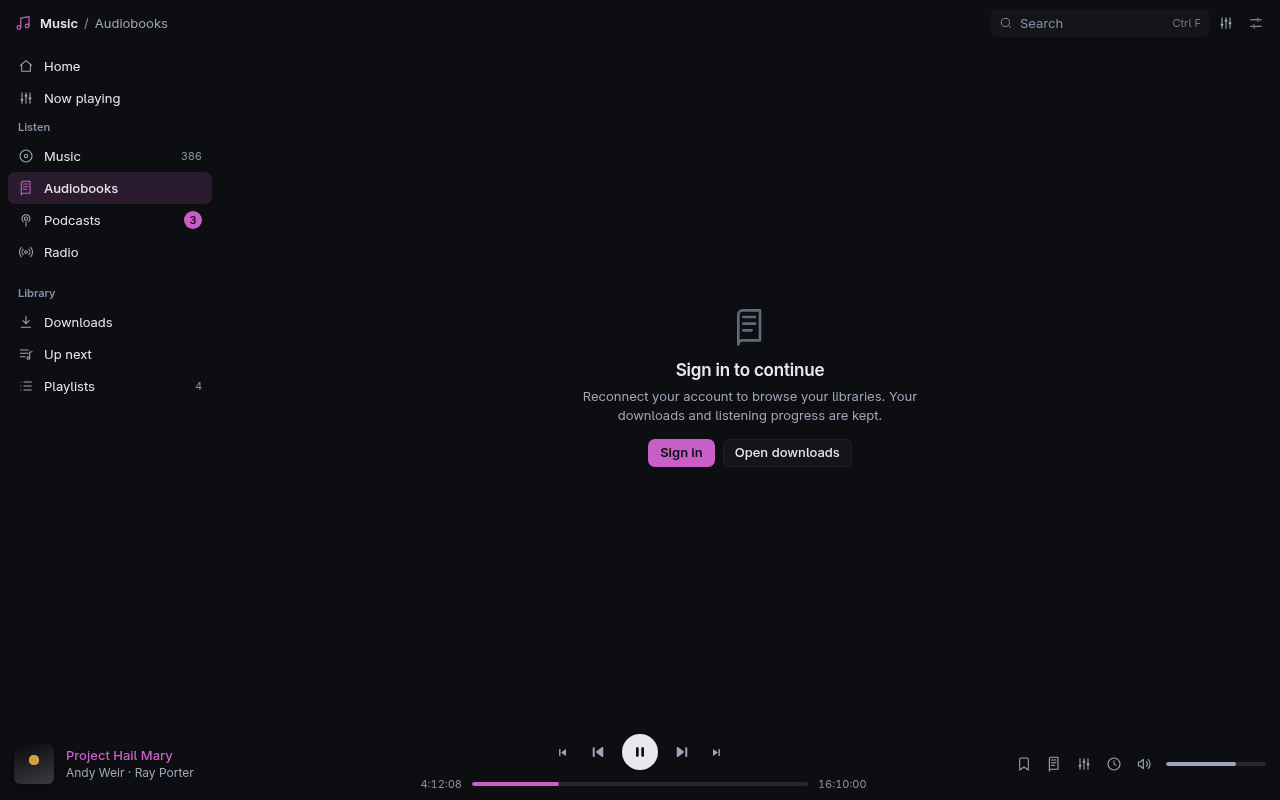 Music / Audiobooks
Search Ctrl F
Home
Now playing
Listen
Music 386
Audiobooks
Podcasts 3
Radio
Library
Downloads
Up next
Playlists 4
Sign in to continue
Reconnect your account to browse your libraries. Your
downloads and listening progress are kept.
Sign in Open downloads
Project Hail Mary
Andy Weir · Ray Porter
4:12:08 16:10:00